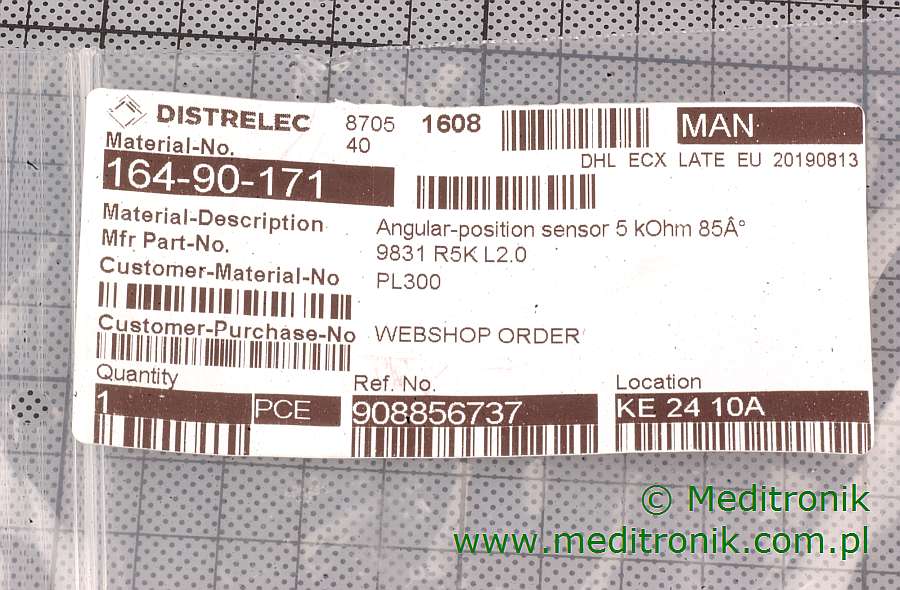 DISTRELEC 8705 1608 MAN
40
Material-No.
DHL ECX LATE EU 20190813
164-90-171
Material-Description Angular-position sensor 5 kOhm 85Â°
Mfr Part-No. 9831 R5K L2.0
Customer-Material-No PL300
Customer-Purchase-No WEBSHOP ORDER
Quantity Ref. No. Location
1 PCE 908856737 KE 24 10A
© Meditronik
www.meditronik.com.pl